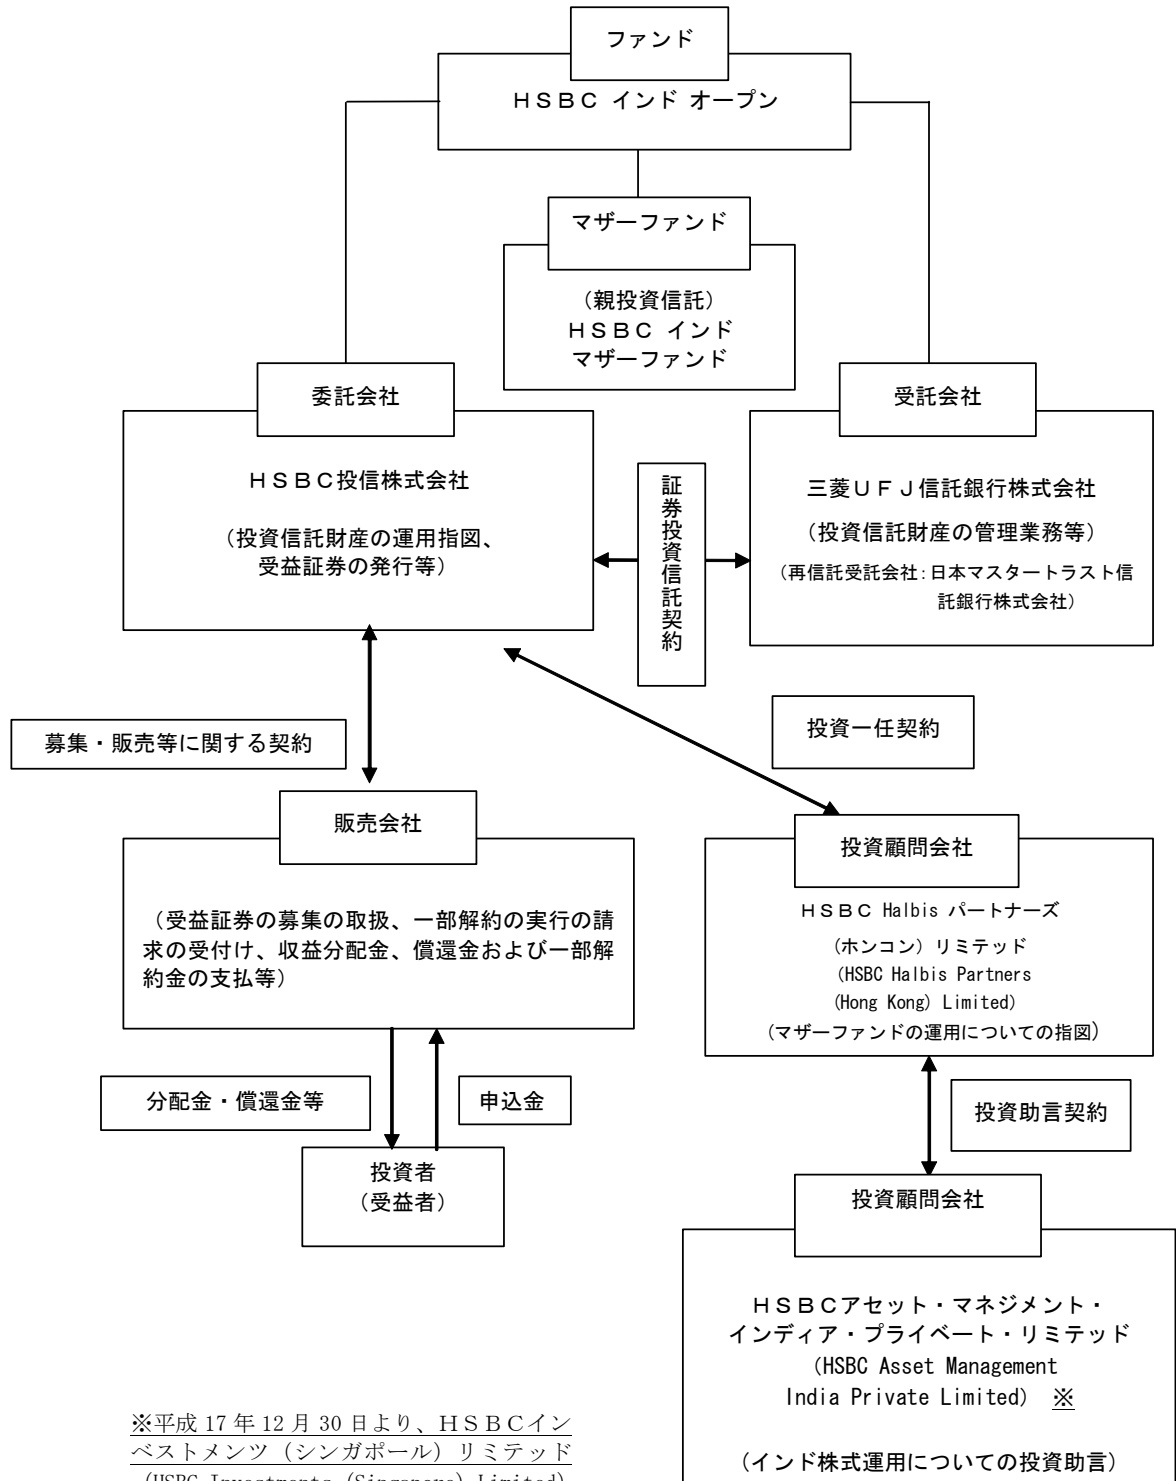 ファンド
ＨＳＢＣ インド オープン
マザーファンド
（親投資信託）
ＨＳＢＣ インド
マザーファンド
委託会社
ＨＳＢＣ投信株式会社
（投資信託財産の運用指図、
受益証券の発行等）
証券投資信託契約
受託会社
三菱ＵＦＪ信託銀行株式会社
（投資信託財産の管理業務等）
（再信託受託会社：日本マスタートラスト信
託銀行株式会社）
募集・販売等に関する契約
投資一任契約
販売会社
（受益証券の募集の取扱、一部解約の実行の請
求の受付け、収益分配金、償還金および一部解
約金の支払等）
投資顧問会社
ＨＳＢＣ Halbis パートナーズ
（ホンコン）リミテッド
(HSBC Halbis Partners
(Hong Kong) Limited)
（マザーファンドの運用についての指図）
分配金・償還金等
申込金
投資助言契約
投資者
（受益者）
投資顧問会社
ＨＳＢＣアセット・マネジメント・
インディア・プライベート・リミテッド
(HSBC Asset Management
India Private Limited) ※
（インド株式運用についての投資助言）
※平成 17 年 12 月 30 日より、ＨＳＢＣイン
ベストメンツ（シンガポール）リミテッド
(HSBC Investments (Singapore) Limited)